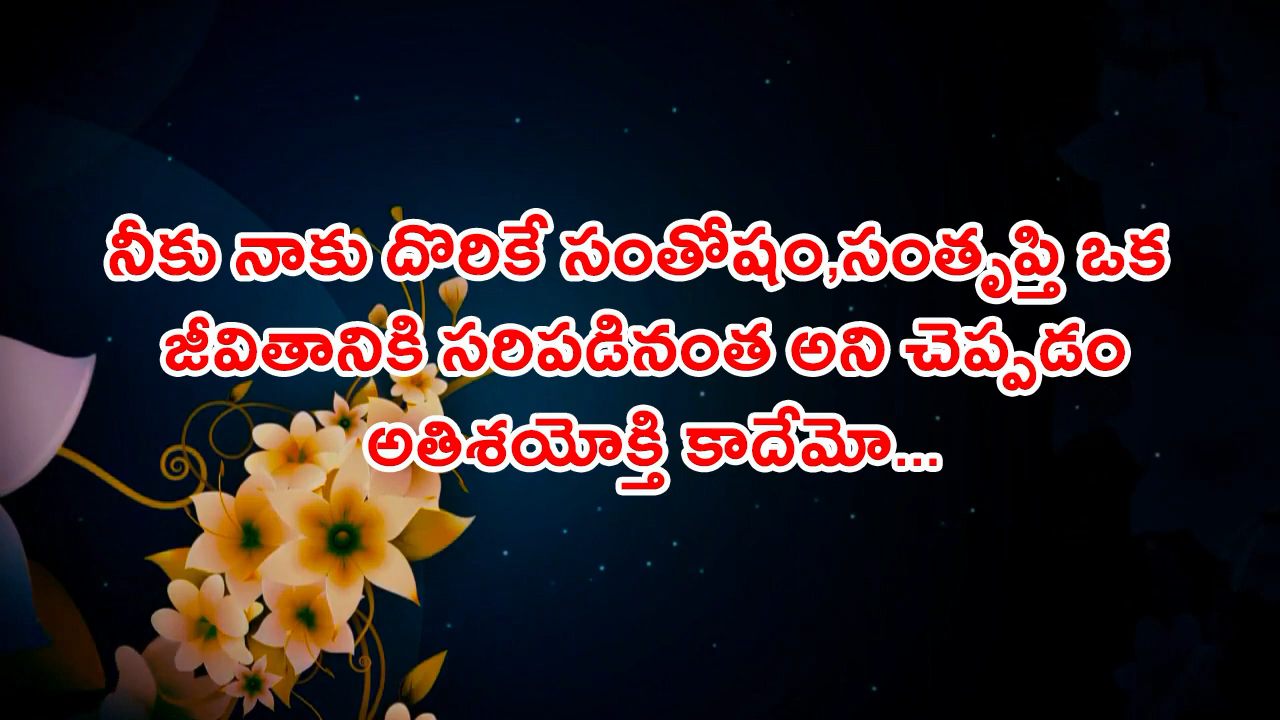 నీకు నాకు దొరికే సంతోషం,సంతృప్తి ఒక
జీవితానికి సరిపడినంత అని చెప్పడం
అతిశయోక్తి కాదేమో...